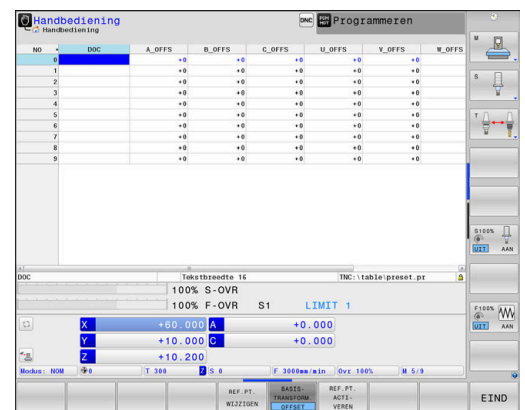 Handbediening DNC Programmeren
Handbediening
NO DOC A_OFFS B_OFFS C_OFFS U_OFFS V_OFFS W_OFFS
0 +0 +0 +0 +0 +0
1 +0 +0 +0 +0 +0
2 +0 +0 +0 +0 +0
3 +0 +0 +0 +0 +0
4 +0 +0 +0 +0 +0
5 +0 +0 +0 +0 +0
6 +0 +0 +0 +0 +0
7 +0 +0 +0 +0 +0
8 +0 +0 +0 +0 +0
9 +0 +0 +0 +0 +0
DOC Tekstbreedte 16 TNC:\table\preset.pr
100% S-OVR
100% F-OVR S1 LIMIT 1
X +60.000 A +0.000
Y +10.000 C +0.000
Z +10.200
Modus: NOM 0 T 300 Z S 0 F 3000mm/min Ovr 100% M 5/9
REF.PT. WIJZIGEN
BASIS- TRANSFORM. OFFSET
REF.PT. ACTI- VEREN
EIND
M
S
T
S100%
UIT AAN
F100%
UIT AAN